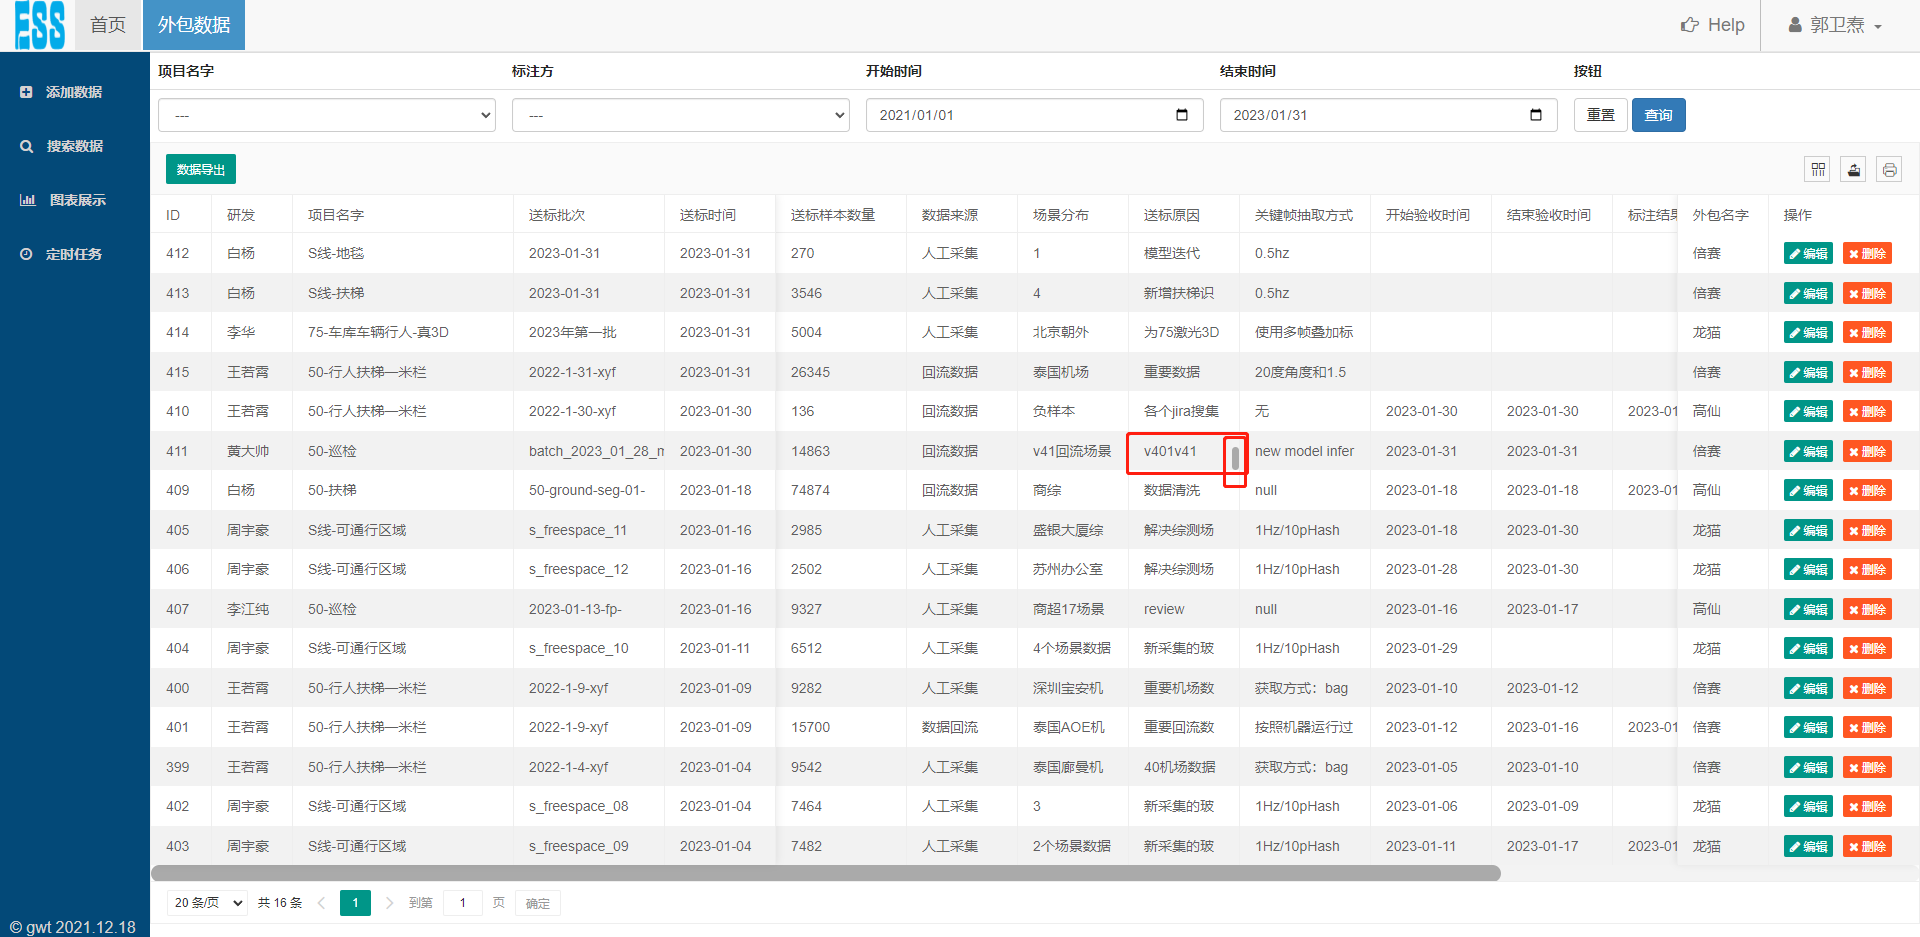 ESS 首页 外包数据 Help 郭卫焘
添加数据
搜索数据
图表展示
定时任务
© gwt 2021.12.18
项目名字 标注方 开始时间 结束时间 按钮
--- --- 2021/01/01 2023/01/31 重置 查询
数据导出
ID 研发 项目名字 送标批次 送标时间 送标样本数量 数据来源 场景分布 送标原因 关键帧抽取方式 开始验收时间 结束验收时间 标注结果 外包名字 操作
412 白杨 S线-地毯 2023-01-31 2023-01-31 270 人工采集 1 模型迭代 0.5hz 倍赛 编辑 删除
413 白杨 S线-扶梯 2023-01-31 2023-01-31 3546 人工采集 4 新增扶梯识 0.5hz 倍赛 编辑 删除
414 李华 75-车库车辆行人-真3D 2023年第一批 2023-01-31 5004 人工采集 北京朝外 为75激光3D 使用多帧叠加标 龙猫 编辑 删除
415 王若霄 50-行人扶梯一米栏 2022-1-31-xyf 2023-01-31 26345 回流数据 泰国机场 重要数据 20度角度和1.5 倍赛 编辑 删除
410 王若霄 50-行人扶梯一米栏 2022-1-30-xyf 2023-01-30 136 回流数据 负样本 各个jira搜集 无 2023-01-30 2023-01-30 2023-01 高仙 编辑 删除
411 黄大帅 50-巡检 batch_2023_01_28_m 2023-01-30 14863 回流数据 v41回流场景 v401v41 new model infer 2023-01-31 2023-01-31 倍赛 编辑 删除
409 白杨 50-扶梯 50-ground-seg-01- 2023-01-18 74874 回流数据 商综 数据清洗 null 2023-01-18 2023-01-18 2023-01 高仙 编辑 删除
405 周宇豪 S线-可通行区域 s_freespace_11 2023-01-16 2985 人工采集 盛银大厦综 解决综测场 1Hz/10pHash 2023-01-18 2023-01-30 龙猫 编辑 删除
406 周宇豪 S线-可通行区域 s_freespace_12 2023-01-16 2502 人工采集 苏州办公室 解决综测场 1Hz/10pHash 2023-01-28 2023-01-30 龙猫 编辑 删除
407 李江纯 50-巡检 2023-01-13-fp- 2023-01-16 9327 人工采集 商超17场景 review null 2023-01-16 2023-01-17 高仙 编辑 删除
404 周宇豪 S线-可通行区域 s_freespace_10 2023-01-11 6512 人工采集 4个场景数据 新采集的玻 1Hz/10pHash 2023-01-29 龙猫 编辑 删除
400 王若霄 50-行人扶梯一米栏 2022-1-9-xyf 2023-01-09 9282 人工采集 深圳宝安机 重要机场数 获取方式：bag 2023-01-10 2023-01-12 倍赛 编辑 删除
401 王若霄 50-行人扶梯一米栏 2022-1-9-xyf 2023-01-09 15700 数据回流 泰国AOE机 重要回流数 按照机器运行过 2023-01-12 2023-01-16 2023-01 倍赛 编辑 删除
399 王若霄 50-行人扶梯一米栏 2022-1-4-xyf 2023-01-04 9542 人工采集 泰国廊曼机 40机场数据 获取方式：bag 2023-01-05 2023-01-10 倍赛 编辑 删除
402 周宇豪 S线-可通行区域 s_freespace_08 2023-01-04 7464 人工采集 3 新采集的玻 1Hz/10pHash 2023-01-06 2023-01-09 龙猫 编辑 删除
403 周宇豪 S线-可通行区域 s_freespace_09 2023-01-04 7482 人工采集 2个场景数据 新采集的玻 1Hz/10pHash 2023-01-11 2023-01-17 2023-01 龙猫 编辑 删除
20 条/页 共 16 条 1 到第 1 页 确定